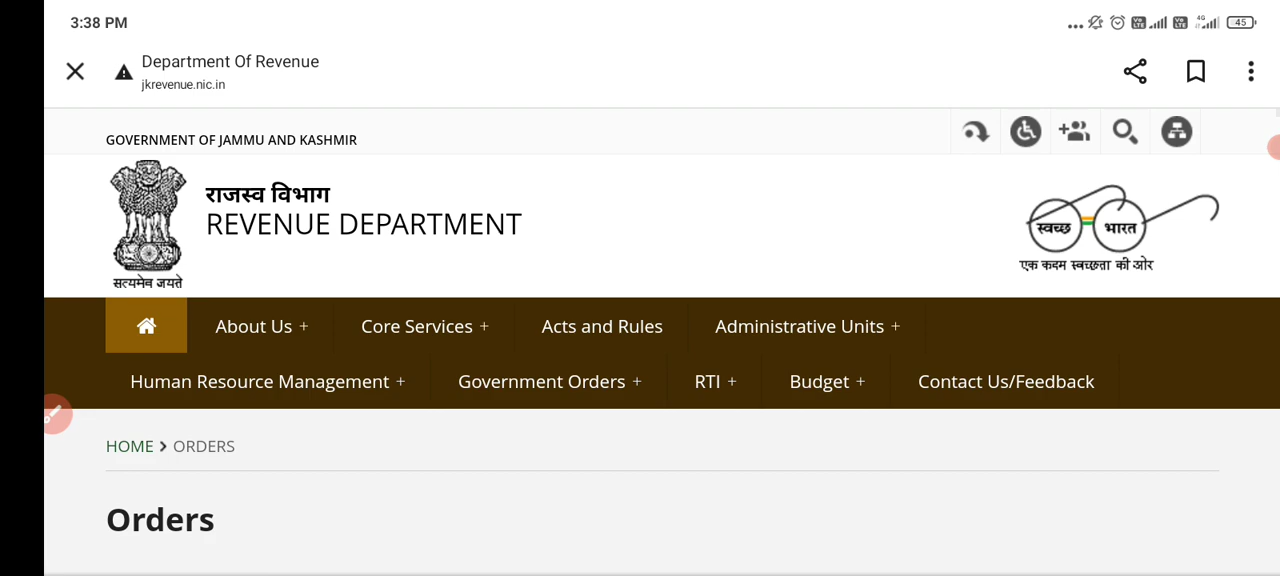 3:38 PM
4G
45
Department Of Revenue
jkrevenue.nic.in
GOVERNMENT OF JAMMU AND KASHMIR
राजस्व विभाग
REVENUE DEPARTMENT
सत्यमेव जयते
स्वच्छ भारत
एक कदम स्वच्छता की ओर
About Us + Core Services + Acts and Rules Administrative Units +
Human Resource Management + Government Orders + RTI + Budget + Contact Us/Feedback
HOME > ORDERS
Orders